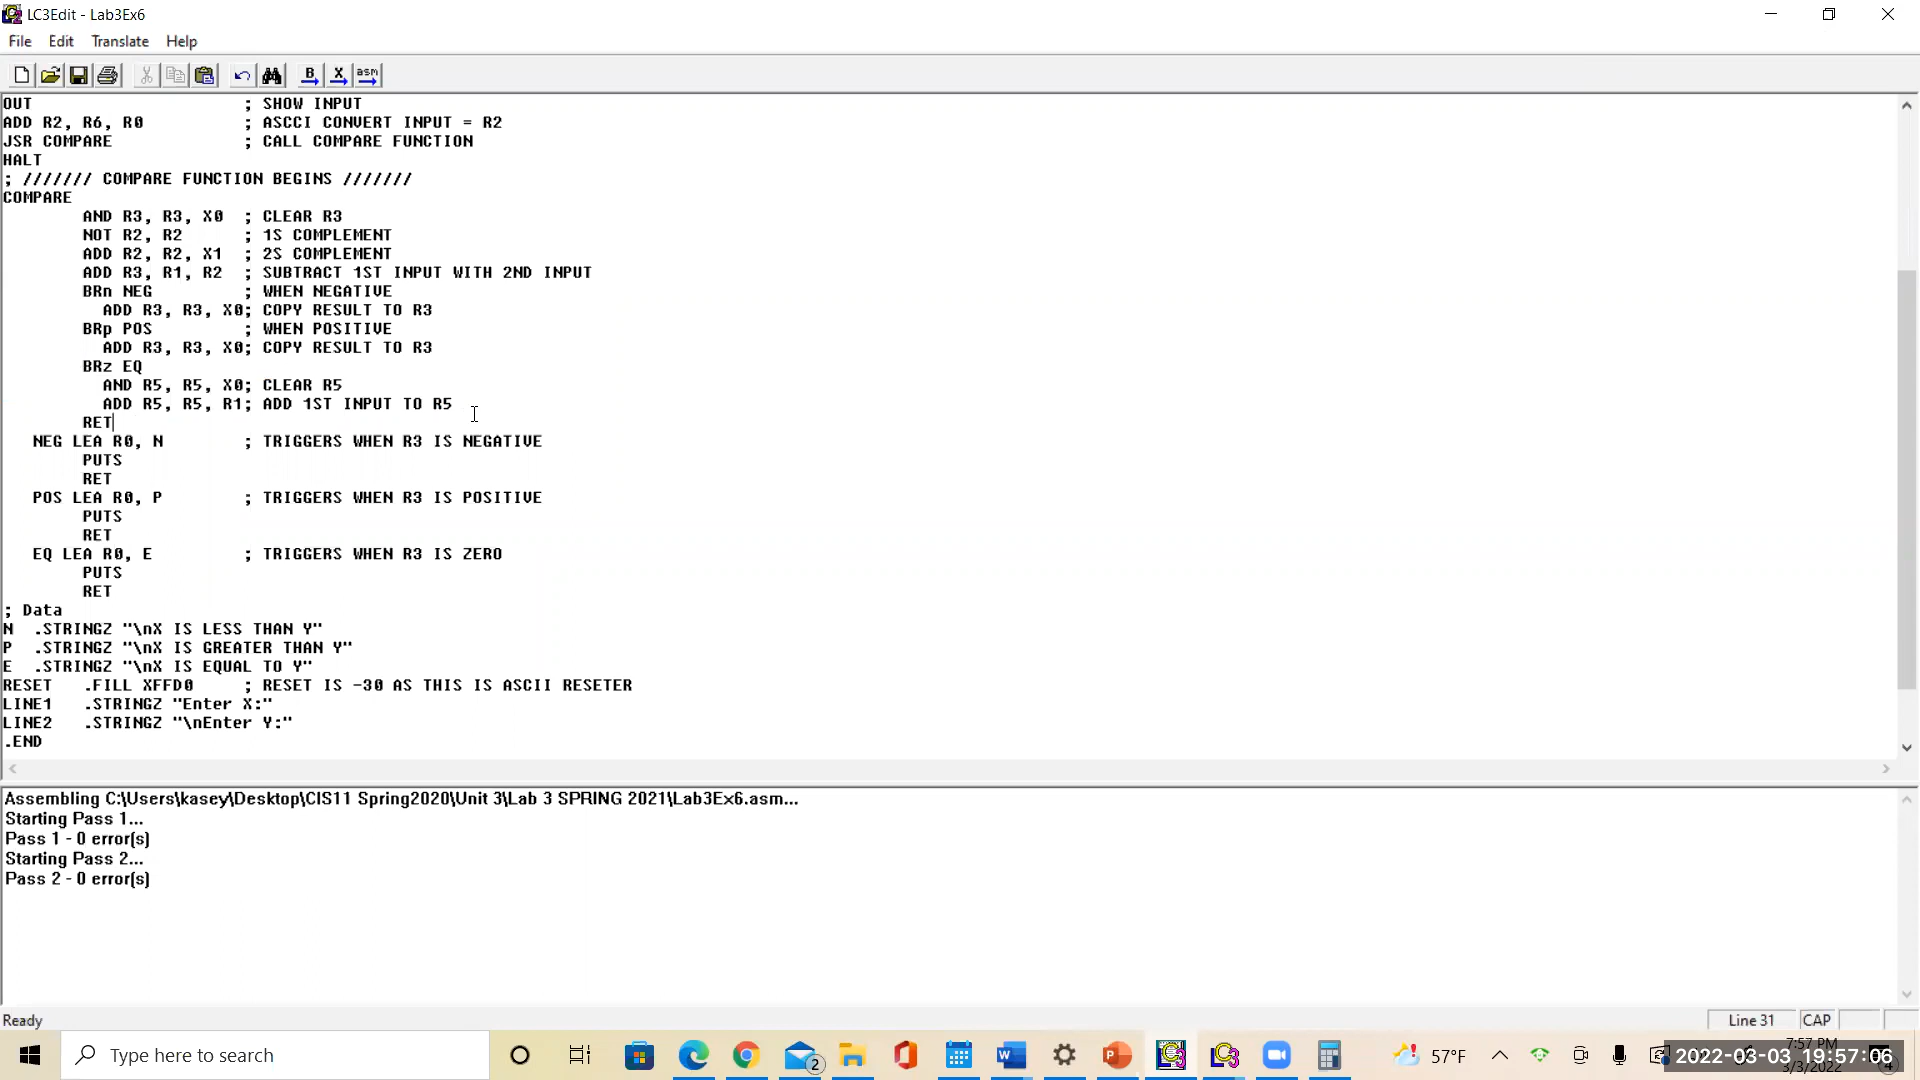 LC3Edit - Lab3Ex6
File Edit Translate Help
B X asm
OUT ; SHOW INPUT
ADD R2, R6, R0 ; ASCCI CONVERT INPUT = R2
JSR COMPARE ; CALL COMPARE FUNCTION
HALT
; /////// COMPARE FUNCTION BEGINS ///////
COMPARE
AND R3, R3, X0 ; CLEAR R3
NOT R2, R2 ; 1S COMPLEMENT
ADD R2, R2, X1 ; 2S COMPLEMENT
ADD R3, R1, R2 ; SUBTRACT 1ST INPUT WITH 2ND INPUT
BRn NEG ; WHEN NEGATIVE
ADD R3, R3, X0; COPY RESULT TO R3
BRp POS ; WHEN POSITIVE
ADD R3, R3, X0; COPY RESULT TO R3
BRz EQ
AND R5, R5, X0; CLEAR R5
ADD R5, R5, R1; ADD 1ST INPUT TO R5
RET
NEG LEA R0, N ; TRIGGERS WHEN R3 IS NEGATIVE
PUTS
RET
POS LEA R0, P ; TRIGGERS WHEN R3 IS POSITIVE
PUTS
RET
EQ LEA R0, E ; TRIGGERS WHEN R3 IS ZERO
PUTS
RET
; Data
N .STRINGZ "\nX IS LESS THAN Y"
P .STRINGZ "\nX IS GREATER THAN Y"
E .STRINGZ "\nX IS EQUAL TO Y"
RESET .FILL XFFD0 ; RESET IS -30 AS THIS IS ASCII RESETER
LINE1 .STRINGZ "Enter X:"
LINE2 .STRINGZ "\nEnter Y:"
.END
Assembling C:\Users\kasey\Desktop\CIS11 Spring2020\Unit 3\Lab 3 SPRING 2021\Lab3Ex6.asm...
Starting Pass 1...
Pass 1 - 0 error(s)
Starting Pass 2...
Pass 2 - 0 error(s)
Ready
Line 31 CAP
Type here to search
2
57°F
7:57 PM
3/3/2022
2022-03-03 19:57:06